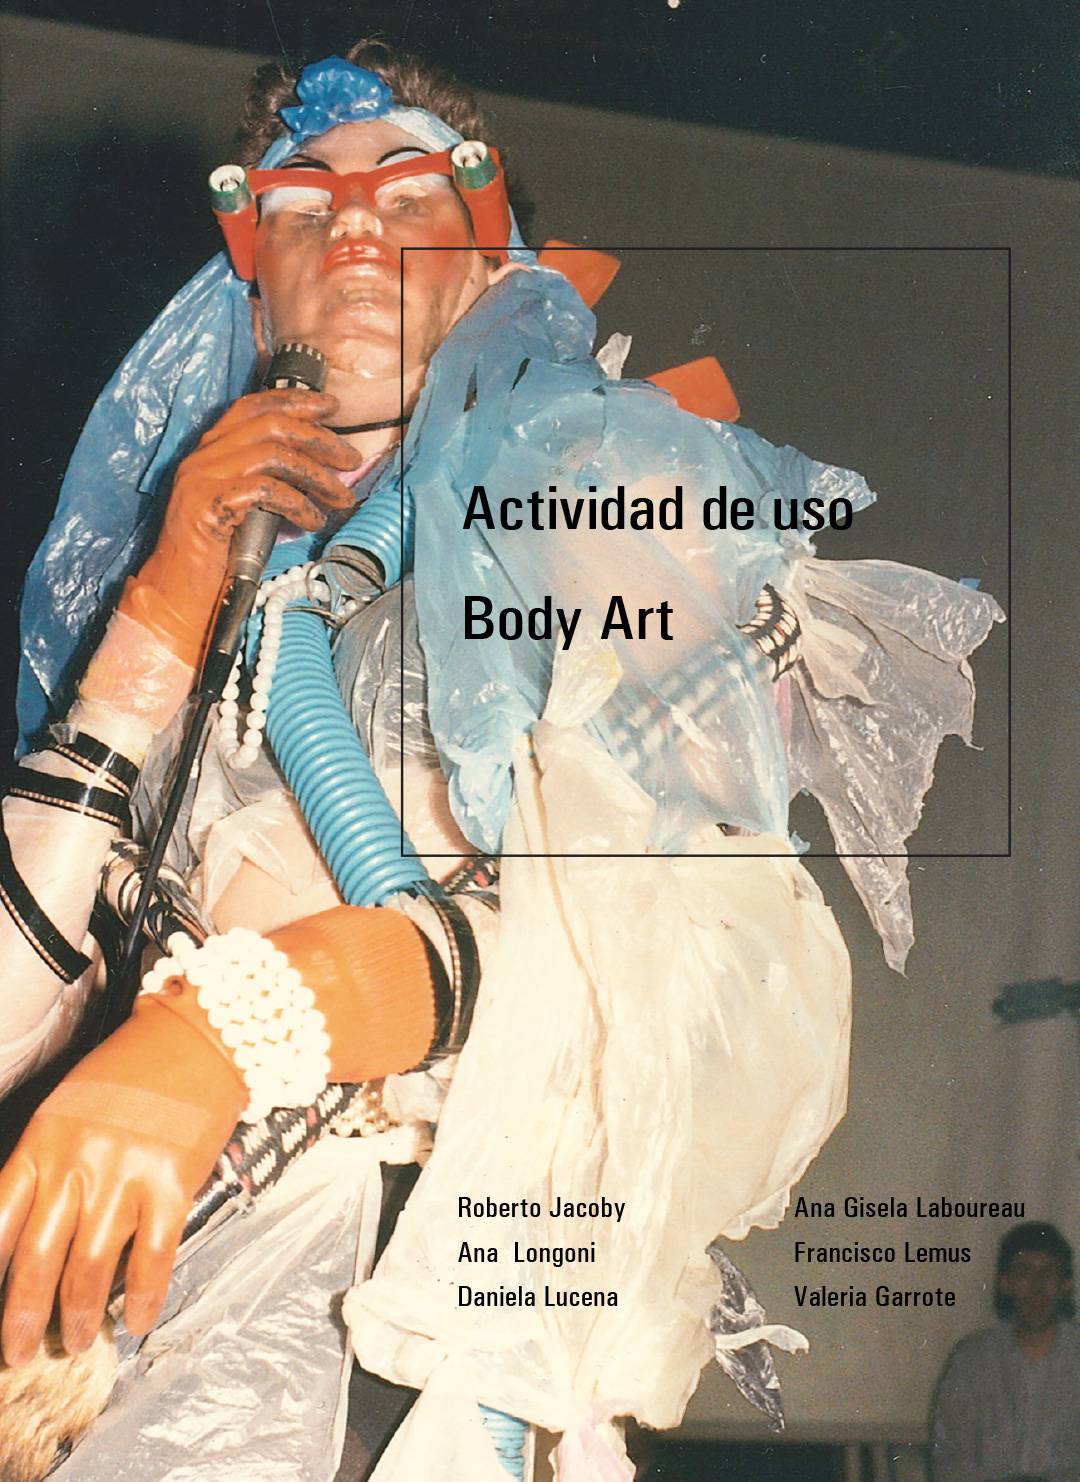 Actividad de uso
Body Art
Roberto Jacoby
Ana Longoni
Daniela Lucena
Ana Gisela Laboureau
Francisco Lemus
Valeria Garrote